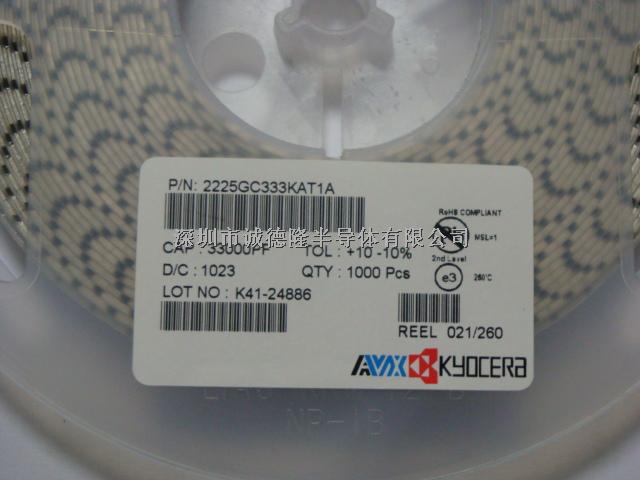 P/N: 2225GC333KAT1A
RoHS COMPLIANT
Pb
MSL=1
深圳市诚德隆半导体有限公司
CAP : 33000PF TOL : +10 -10%
2nd Level
D/C : 1023 QTY : 1000 Pcs
e3 260℃
LOT NO : K41-24886
REEL 021/260
AVX KYOCERA
NP-1B